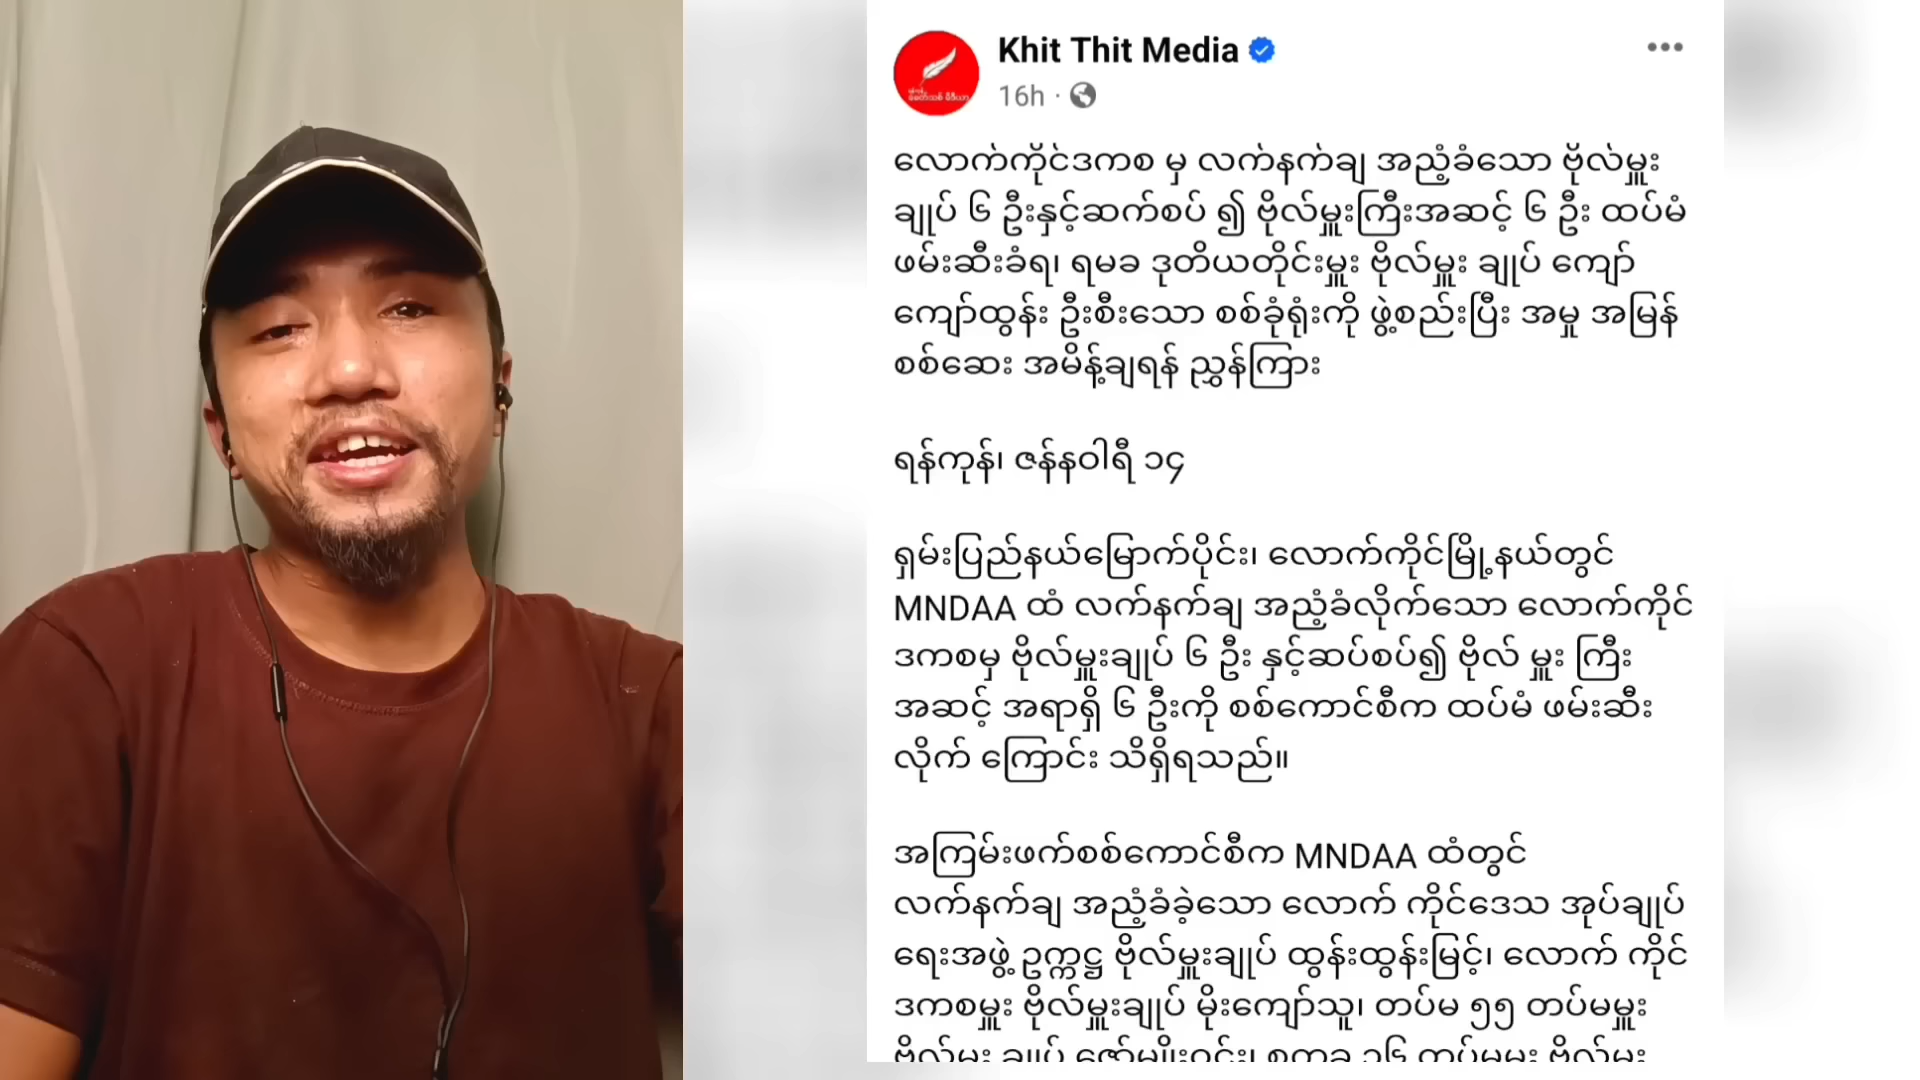 Khit Thit Media
16h ·
လောက်ကိုင်ဒကစ မှ လက်နက်ချ အညံ့ခံသော ဗိုလ်မှူး
ချုပ် ၆ ဦးနှင့်ဆက်စပ် ၍ ဗိုလ်မှူးကြီးအဆင့် ၆ ဦး ထပ်မံ
ဖမ်းဆီးခံရ၊ ရမခ ဒုတိယတိုင်းမှူး ဗိုလ်မှူး ချုပ် ကျော်
ကျော်ထွန်း ဦးစီးသော စစ်ခုံရုံးကို ဖွဲ့စည်းပြီး အမှု အမြန်
စစ်ဆေး အမိန့်ချရန် ညွှန်ကြား
ရန်ကုန်၊ ဇန်နဝါရီ ၁၄
ရှမ်းပြည်နယ်မြောက်ပိုင်း၊ လောက်ကိုင်မြို့နယ်တွင်
MNDAA ထံ လက်နက်ချ အညံ့ခံလိုက်သော လောက်ကိုင်
ဒကစမှ ဗိုလ်မှူးချုပ် ၆ ဦး နှင့်ဆပ်စပ်၍ ဗိုလ် မှူး ကြီး
အဆင့် အရာရှိ ၆ ဦးကို စစ်ကောင်စီက ထပ်မံ ဖမ်းဆီး
လိုက် ကြောင်း သိရှိရသည်။
အကြမ်းဖက်စစ်ကောင်စီက MNDAA ထံတွင်
လက်နက်ချ အညံ့ခံခဲ့သော လောက် ကိုင်ဒေသ အုပ်ချုပ်
ရေးအဖွဲ့ ဥက္ကဋ္ဌ ဗိုလ်မှူးချုပ် ထွန်းထွန်းမြင့်၊ လောက် ကိုင်
ဒကစမှူး ဗိုလ်မှူးချုပ် မိုးကျော်သူ၊ တပ်မ ၅၅ တပ်မမှူး